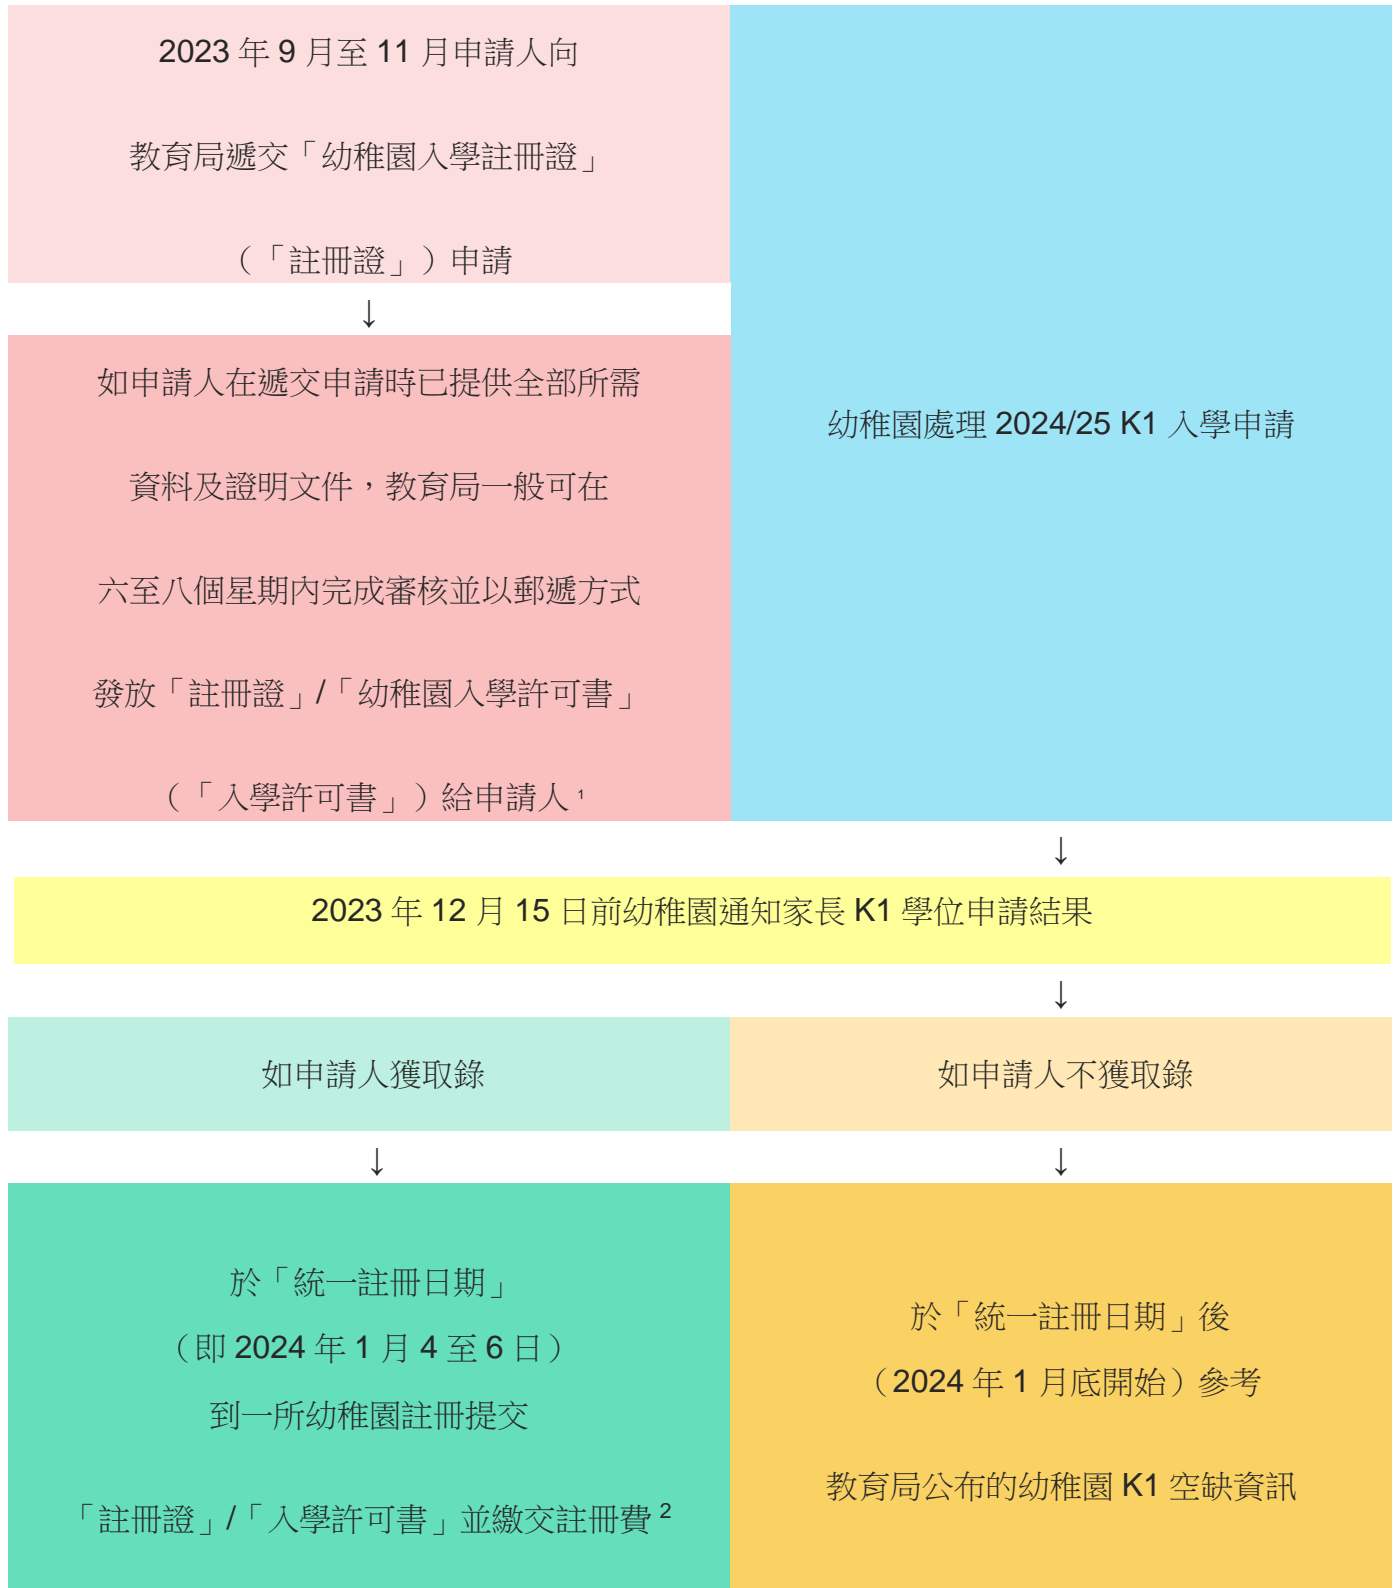 2023 年 9 月至 11 月申請人向
教育局遞交「幼稚園入學註冊證」
（「註冊證」）申請
↓
如申請人在遞交申請時已提供全部所需
資料及證明文件，教育局一般可在
六至八個星期內完成審核並以郵遞方式
發放「註冊證」/「幼稚園入學許可書」
（「入學許可書」）給申請人 1
幼稚園處理 2024/25 K1 入學申請
↓
2023 年 12 月 15 日前幼稚園通知家長 K1 學位申請結果
↓
如申請人獲取錄
如申請人不獲取錄
↓
↓
於「統一註冊日期」
（即 2024 年 1 月 4 至 6 日）
到一所幼稚園註冊提交
「註冊證」/「入學許可書」並繳交註冊費 2
於「統一註冊日期」後
（2024 年 1 月底開始）參考
教育局公布的幼稚園 K1 空缺資訊